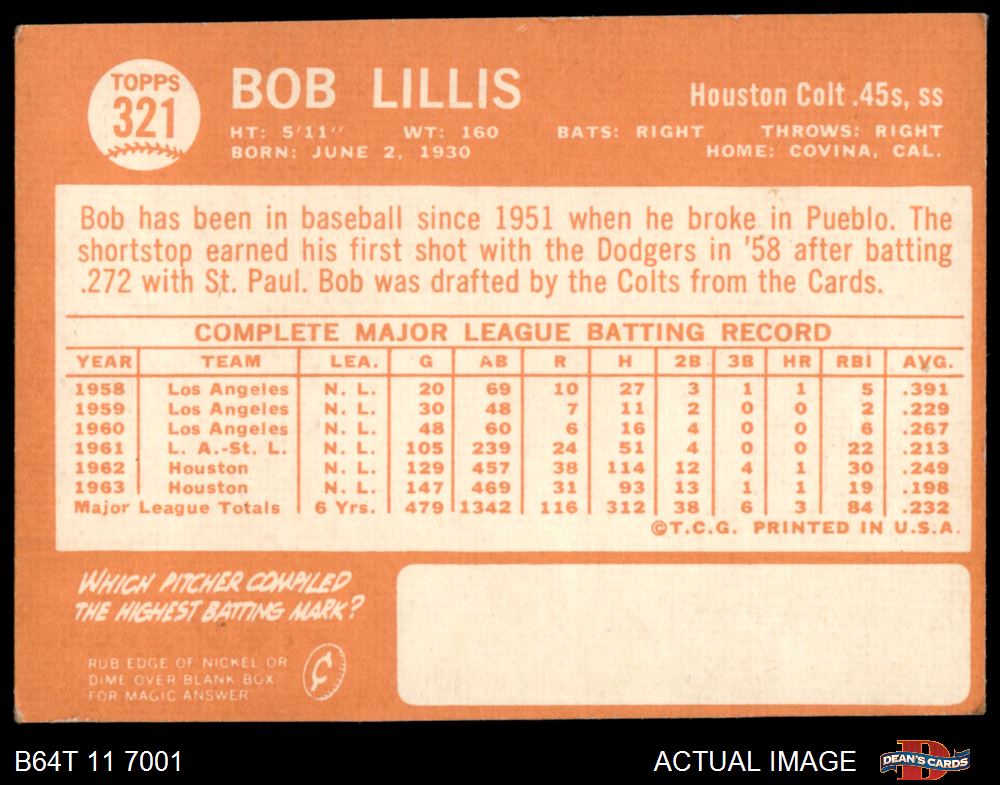 TOPPS
321
BOB LILLIS
Houston Colt .45s, ss
HT: 5'11" WT: 160 BATS: RIGHT THROWS: RIGHT
BORN: JUNE 2, 1930 HOME: COVINA, CAL.
Bob has been in baseball since 1951 when he broke in Pueblo. The
shortstop earned his first shot with the Dodgers in '58 after batting
.272 with St. Paul. Bob was drafted by the Colts from the Cards.
COMPLETE MAJOR LEAGUE BATTING RECORD
YEAR TEAM LEA. G AB R H 2B 3B HR RBI AVG.
1958 Los Angeles N. L. 20 69 10 27 3 1 1 5 .391
1959 Los Angeles N. L. 30 48 7 11 2 0 0 2 .229
1960 Los Angeles N. L. 48 60 6 16 4 0 0 6 .267
1961 L. A.-St. L. N. L. 105 239 24 51 4 0 0 22 .213
1962 Houston N. L. 129 457 38 114 12 4 1 30 .249
1963 Houston N. L. 147 469 31 93 13 1 1 19 .198
Major League Totals 6 Yrs. 479 1342 116 312 38 6 3 84 .232
©T.C.G. PRINTED IN U.S.A.
WHICH PITCHER COMPILED
THE HIGHEST BATTING MARK?
RUB EDGE OF NICKEL OR
DIME OVER BLANK BOX
FOR MAGIC ANSWER
B64T 11 7001 ACTUAL IMAGE
D
DEAN'S CARDS